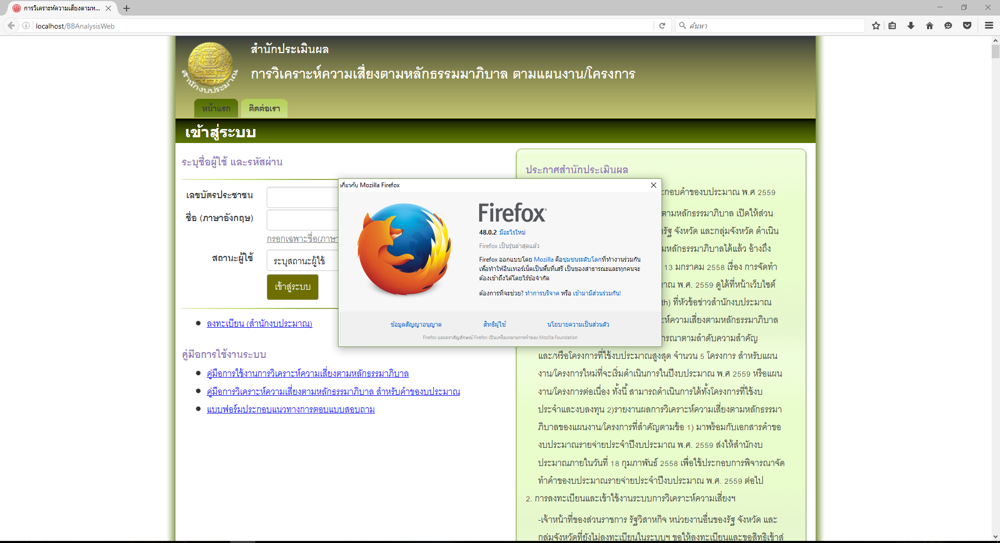 การวิเคราะห์ความเสี่ยงตามห...
localhost/BBAnalysisWeb
ค้นหา
สำนักประเมินผล
การวิเคราะห์ความเสี่ยงตามหลักธรรมมาภิบาล ตามแผนงาน/โครงการ
สำนักงบประมาณ
หน้าแรก
ติดต่อเรา
เข้าสู่ระบบ
ระบุชื่อผู้ใช้ และรหัสผ่าน
เลขบัตรประชาชน
ชื่อ (ภาษาอังกฤษ)
กรอกเฉพาะชื่อ(ภาษา
สถานะผู้ใช้
ระบุสถานะผู้ใช้
เข้าสู่ระบบ
ลงทะเบียน (สำนักงบประมาณ)
คู่มือการใช้งานระบบ
คู่มือการใช้งานการวิเคราะห์ความเสี่ยงตามหลักธรรมาภิบาล
คู่มือการวิเคราะห์ความเสี่ยงตามหลักธรรมาภิบาล สำหรับคำของบประมาณ
แบบฟอร์มประกอบแนวทางการตอบแบบสอบถาม
เกี่ยวกับ Mozilla Firefox
Firefox
48.0.2 มีอะไรใหม่
Firefox เป็นรุ่นล่าสุดแล้ว
Firefox ออกแบบโดย Mozilla คือชุมชนระดับโลกที่ทำงานร่วมกัน
เพื่อทำให้อินเทอร์เน็ตเป็นพื้นที่เสรี เป็นของสาธารณะและทุกคนจะ
ต้องเข้าถึงได้โดยไร้ข้อจำกัด
ต้องการที่จะช่วย? ทำการบริจาค หรือ เข้ามามีส่วนร่วมกัน!
ข้อมูลสัญญาอนุญาต
สิทธิผู้ใช้
นโยบายความเป็นส่วนตัว
Firefox และตราสัญลักษณ์ Firefox เป็นเครื่องหมายการค้าของ Mozilla Foundation
ประกาศสำนักประเมินผล
ะกอบคำของบประมาณ พ.ศ 2559
ตามหลักธรรมาภิบาล เปิดให้ส่วน
งรัฐ จังหวัด และกลุ่มจังหวัด ดำเนิน
มหลักธรรมาภิบาลได้แล้ว อ้างถึง
13 มกราคม 2558 เรื่อง การจัดทำ
าณ พ.ศ. 2559 ดูได้ที่หน้าเว็บไซต์
th) ที่หัวข้อข่าวสำนักงบประมาณ
ะห์ความเสี่ยงตามหลักธรรมาภิบาล
ารณาตามลำดับความสำคัญ
และ/หรือโครงการที่ใช้งบประมาณสูงสุด จำนวน 5 โครงการ สำหรับแผน
งาน/โครงการใหม่ที่จะเริ่มดำเนินการในปีงบประมาณ พ.ศ 2559 หรือแผน
งาน/โครงการต่อเนื่อง ทั้งนี้ สามารถดำเนินการได้ทั้งโครงการที่ใช้งบ
ประจำและงบลงทุน 2)รายงานผลการวิเคราะห์ความเสี่ยงตามหลักธรรมา
ภิบาลของแผนงาน/โครงการที่สำคัญตามข้อ 1) มาพร้อมกับเอกสารคำขอ
งบประมาณรายจ่ายประจำปีงบประมาณ พ.ศ. 2559 ส่งให้สำนักงบ
ประมาณภายในวันที่ 18 กุมภาพันธ์ 2558 เพื่อใช้ประกอบการพิจารณาจัด
ทำคำของบประมาณรายจ่ายประจำปีงบประมาณ พ.ศ. 2559 ต่อไป
2. การลงทะเบียนและเข้าใช้งานระบบการวิเคราะห์ความเสี่ยงฯ
-เจ้าหน้าที่ของส่วนราชการ รัฐวิสาหกิจ หน่วยงานอื่นของรัฐ จังหวัด และ
กลุ่มจังหวัดที่ยังไม่ลงทะเบียนในระบบฯ ขอให้ลงทะเบียนและขอสิทธิเข้าสู่